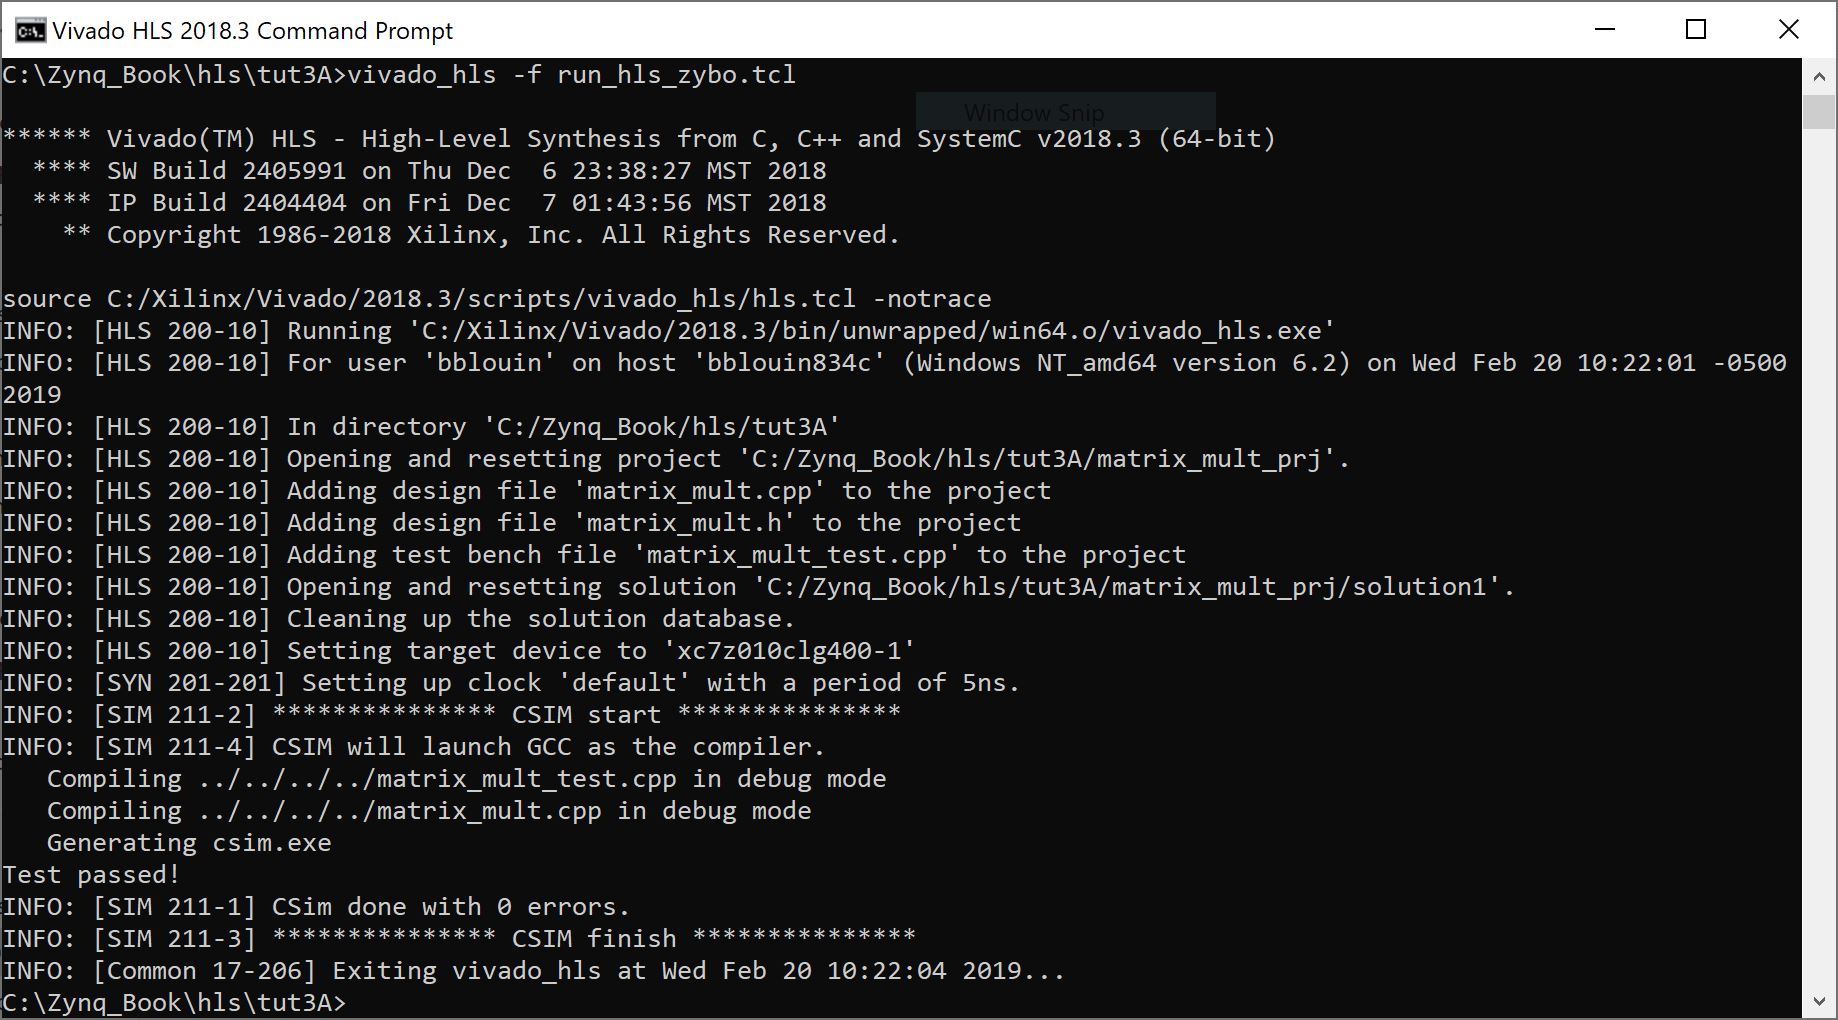 Vivado HLS 2018.3 Command Prompt
C:\Zynq_Book\hls\tut3A>vivado_hls -f run_hls_zybo.tcl
Window Snip
****** Vivado(TM) HLS - High-Level Synthesis from C, C++ and SystemC v2018.3 (64-bit)
  **** SW Build 2405991 on Thu Dec  6 23:38:27 MST 2018
  **** IP Build 2404404 on Fri Dec  7 01:43:56 MST 2018
    ** Copyright 1986-2018 Xilinx, Inc. All Rights Reserved.
source C:/Xilinx/Vivado/2018.3/scripts/vivado_hls/hls.tcl -notrace
INFO: [HLS 200-10] Running 'C:/Xilinx/Vivado/2018.3/bin/unwrapped/win64.o/vivado_hls.exe'
INFO: [HLS 200-10] For user 'bblouin' on host 'bblouin834c' (Windows NT_amd64 version 6.2) on Wed Feb 20 10:22:01 -0500
2019
INFO: [HLS 200-10] In directory 'C:/Zynq_Book/hls/tut3A'
INFO: [HLS 200-10] Opening and resetting project 'C:/Zynq_Book/hls/tut3A/matrix_mult_prj'.
INFO: [HLS 200-10] Adding design file 'matrix_mult.cpp' to the project
INFO: [HLS 200-10] Adding design file 'matrix_mult.h' to the project
INFO: [HLS 200-10] Adding test bench file 'matrix_mult_test.cpp' to the project
INFO: [HLS 200-10] Opening and resetting solution 'C:/Zynq_Book/hls/tut3A/matrix_mult_prj/solution1'.
INFO: [HLS 200-10] Cleaning up the solution database.
INFO: [HLS 200-10] Setting target device to 'xc7z010clg400-1'
INFO: [SYN 201-201] Setting up clock 'default' with a period of 5ns.
INFO: [SIM 211-2] *************** CSIM start ***************
INFO: [SIM 211-4] CSIM will launch GCC as the compiler.
   Compiling ../../../../matrix_mult_test.cpp in debug mode
   Compiling ../../../../matrix_mult.cpp in debug mode
   Generating csim.exe
Test passed!
INFO: [SIM 211-1] CSim done with 0 errors.
INFO: [SIM 211-3] *************** CSIM finish ***************
INFO: [Common 17-206] Exiting vivado_hls at Wed Feb 20 10:22:04 2019...
C:\Zynq_Book\hls\tut3A>